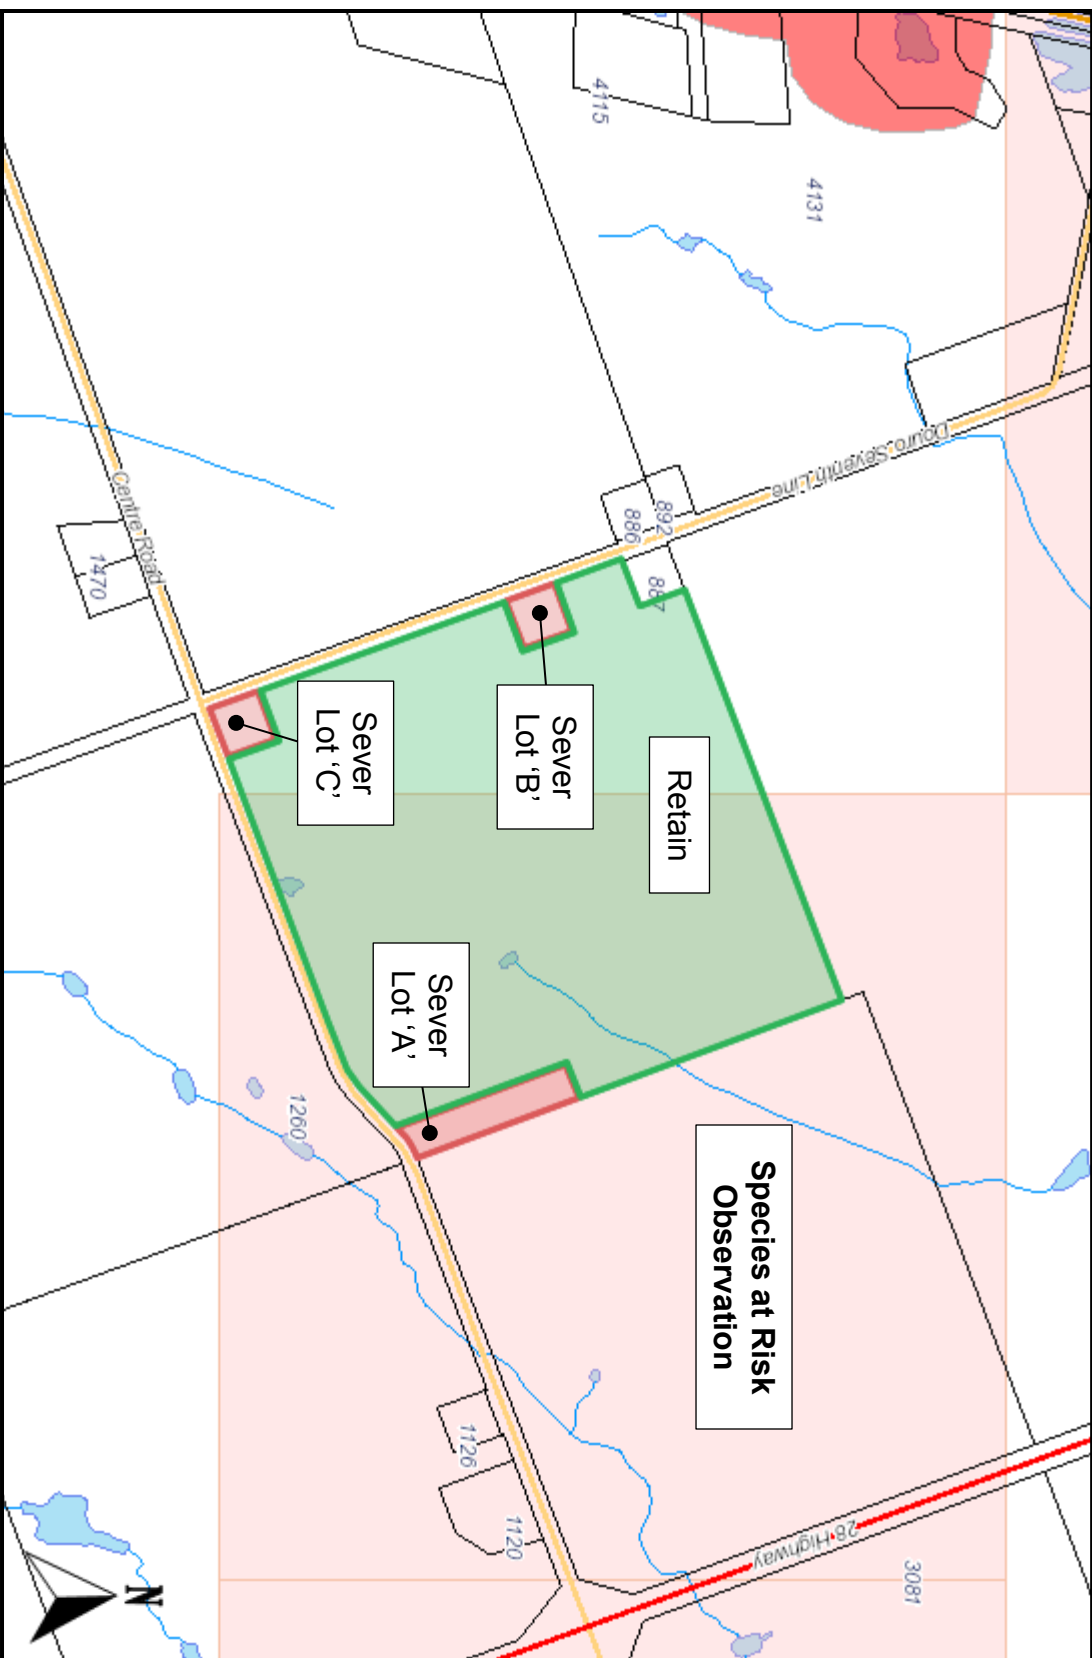 4115
4131
Douro Seventh Line
892
886
887
Centre Road
1470
Sever
Lot 'C'
Sever
Lot 'B'
Retain
Sever
Lot 'A'
Species at Risk
Observation
1260
1126
1120
28 Highway
3081
N